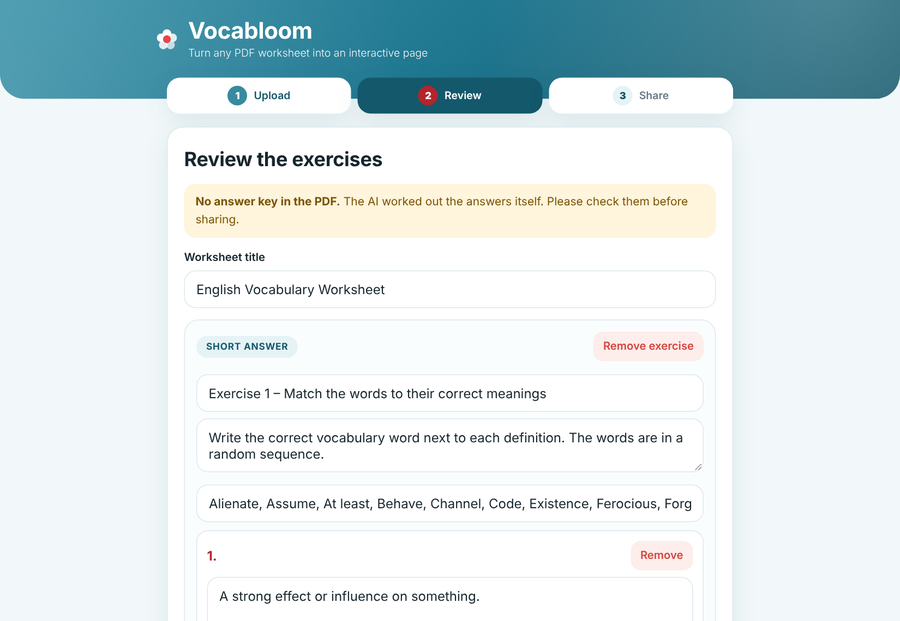 Vocabloom
Turn any PDF worksheet into an interactive page
1 Upload
2 Review
3 Share
Review the exercises
No answer key in the PDF. The AI worked out the answers itself. Please check them before
sharing.
Worksheet title
English Vocabulary Worksheet
SHORT ANSWER
Remove exercise
Exercise 1 – Match the words to their correct meanings
Write the correct vocabulary word next to each definition. The words are in a
random sequence.
Alienate, Assume, At least, Behave, Channel, Code, Existence, Ferocious, Forg
1.
Remove
A strong effect or influence on something.